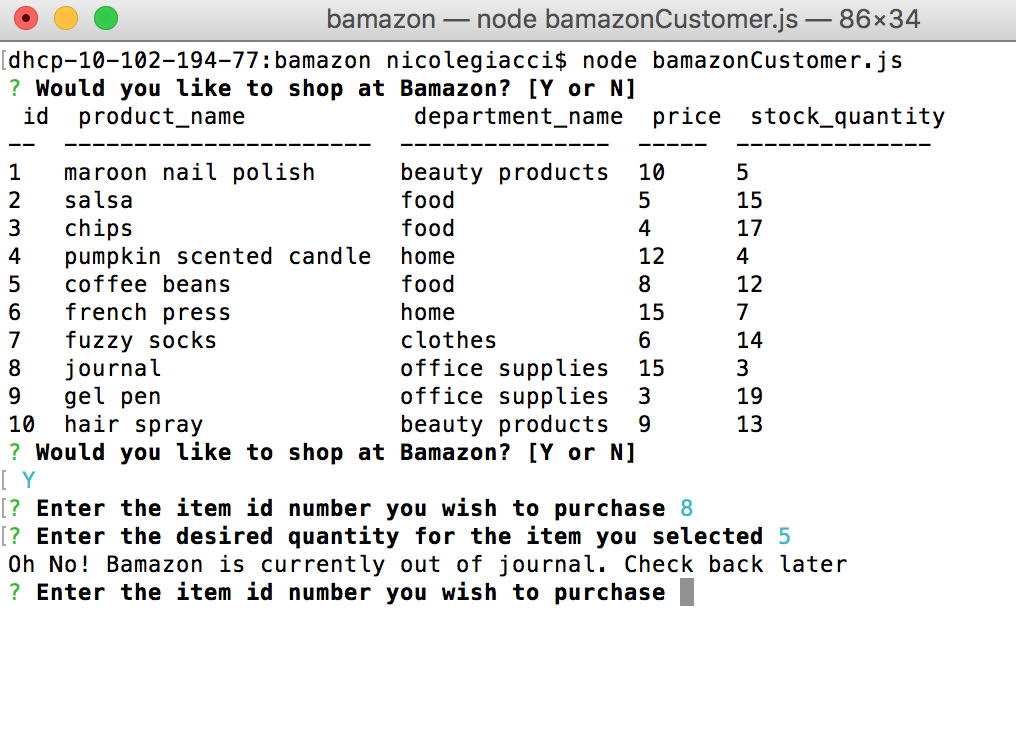 bamazon — node bamazonCustomer.js — 86×34
[dhcp-10-102-194-77:bamazon nicolegiacci$ node bamazonCustomer.js
? Would you like to shop at Bamazon? [Y or N]
id  product_name            department_name  price  stock_quantity
--  ----------------------  ---------------  -----  --------------
1   maroon nail polish      beauty products  10     5
2   salsa                   food             5      15
3   chips                   food             4      17
4   pumpkin scented candle  home             12     4
5   coffee beans            food             8      12
6   french press            home             15     7
7   fuzzy socks             clothes          6      14
8   journal                 office supplies  15     3
9   gel pen                 office supplies  3      19
10  hair spray              beauty products  9      13
? Would you like to shop at Bamazon? [Y or N]
[ Y
[? Enter the item id number you wish to purchase 8
[? Enter the desired quantity for the item you selected 5
Oh No! Bamazon is currently out of journal. Check back later
? Enter the item id number you wish to purchase